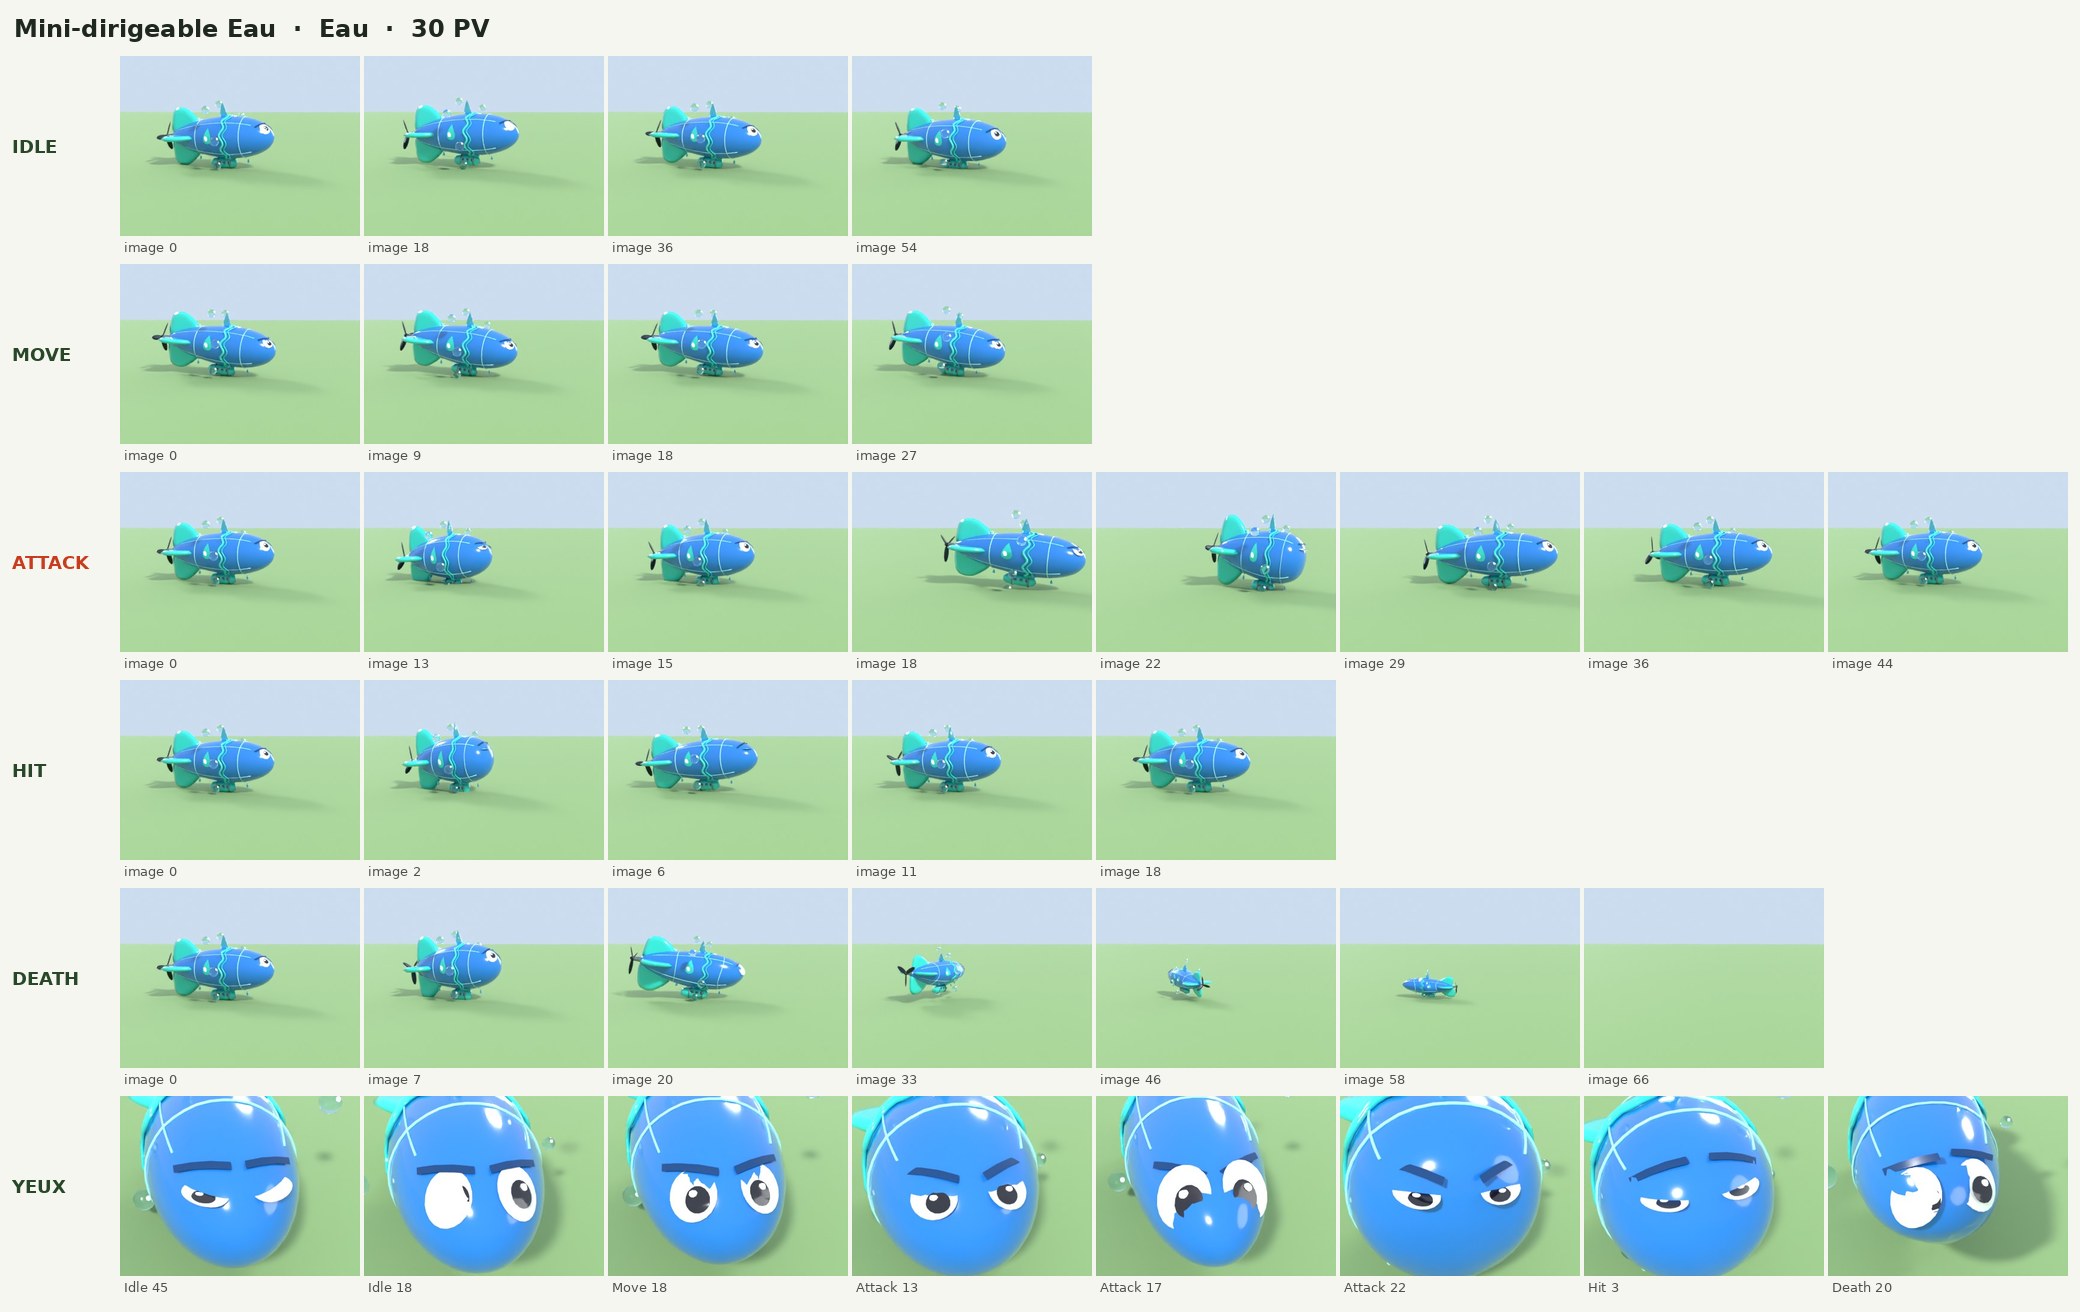 Mini-dirigeable Eau · Eau · 30 PV
IDLE
image 0 image 18 image 36 image 54
MOVE
image 0 image 9 image 18 image 27
ATTACK
image 0 image 13 image 15 image 18 image 22 image 29 image 36 image 44
HIT
image 0 image 2 image 6 image 11 image 18
DEATH
image 0 image 7 image 20 image 33 image 46 image 58 image 66
YEUX
Idle 45 Idle 18 Move 18 Attack 13 Attack 17 Attack 22 Hit 3 Death 20